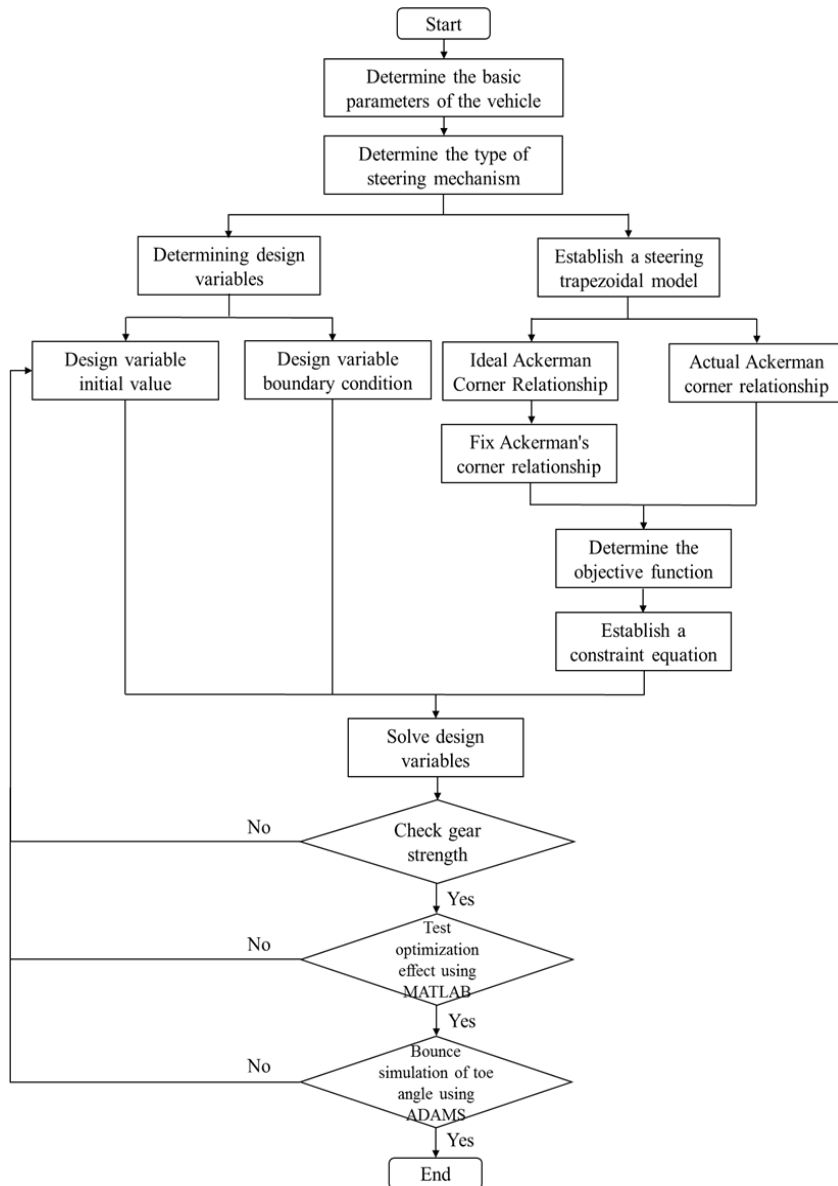 Start
Determine the basic
parameters of the vehicle
Determine the type of
steering mechanism
Determining design
variables
Establish a steering
trapezoidal model
Design variable
initial value
Design variable
boundary condition
Ideal Ackerman
Corner Relationship
Actual Ackerman
corner relationship
Fix Ackerman's
corner relationship
Determine the
objective function
Establish a
constraint equation
Solve design
variables
No
Check gear
strength
Yes
No
Test
optimization
effect using
MATLAB
Yes
No
Bounce
simulation of toe
angle using
ADAMS
Yes
End